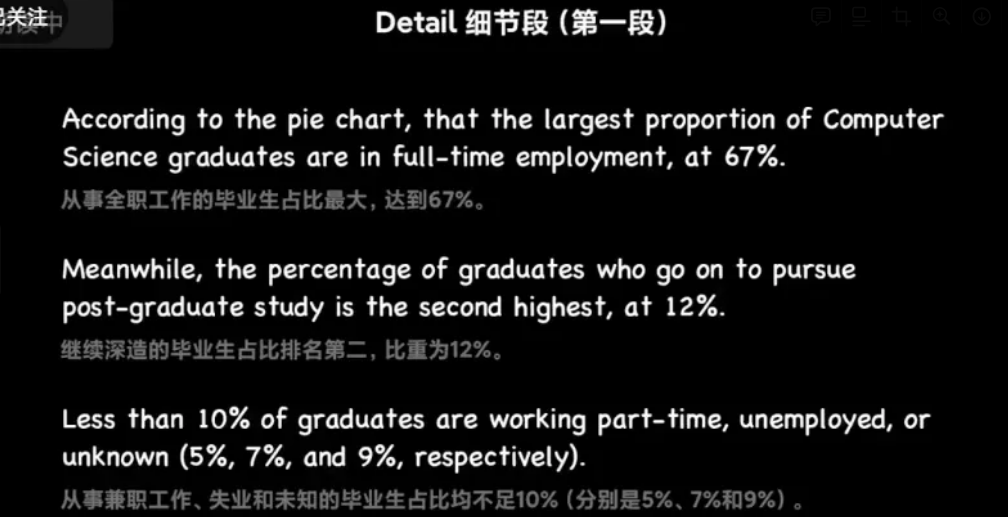 已关注
朗读中
Detail 细节段（第一段）
According to the pie chart, that the largest proportion of Computer
Science graduates are in full-time employment, at 67%.
从事全职工作的毕业生占比最大，达到67%。
Meanwhile, the percentage of graduates who go on to pursue
post-graduate study is the second highest, at 12%.
继续深造的毕业生占比排名第二，比重为12%。
Less than 10% of graduates are working part-time, unemployed, or
unknown (5%, 7%, and 9%, respectively).
从事兼职工作、失业和未知的毕业生占比均不足10%（分别是5%、7%和9%）。